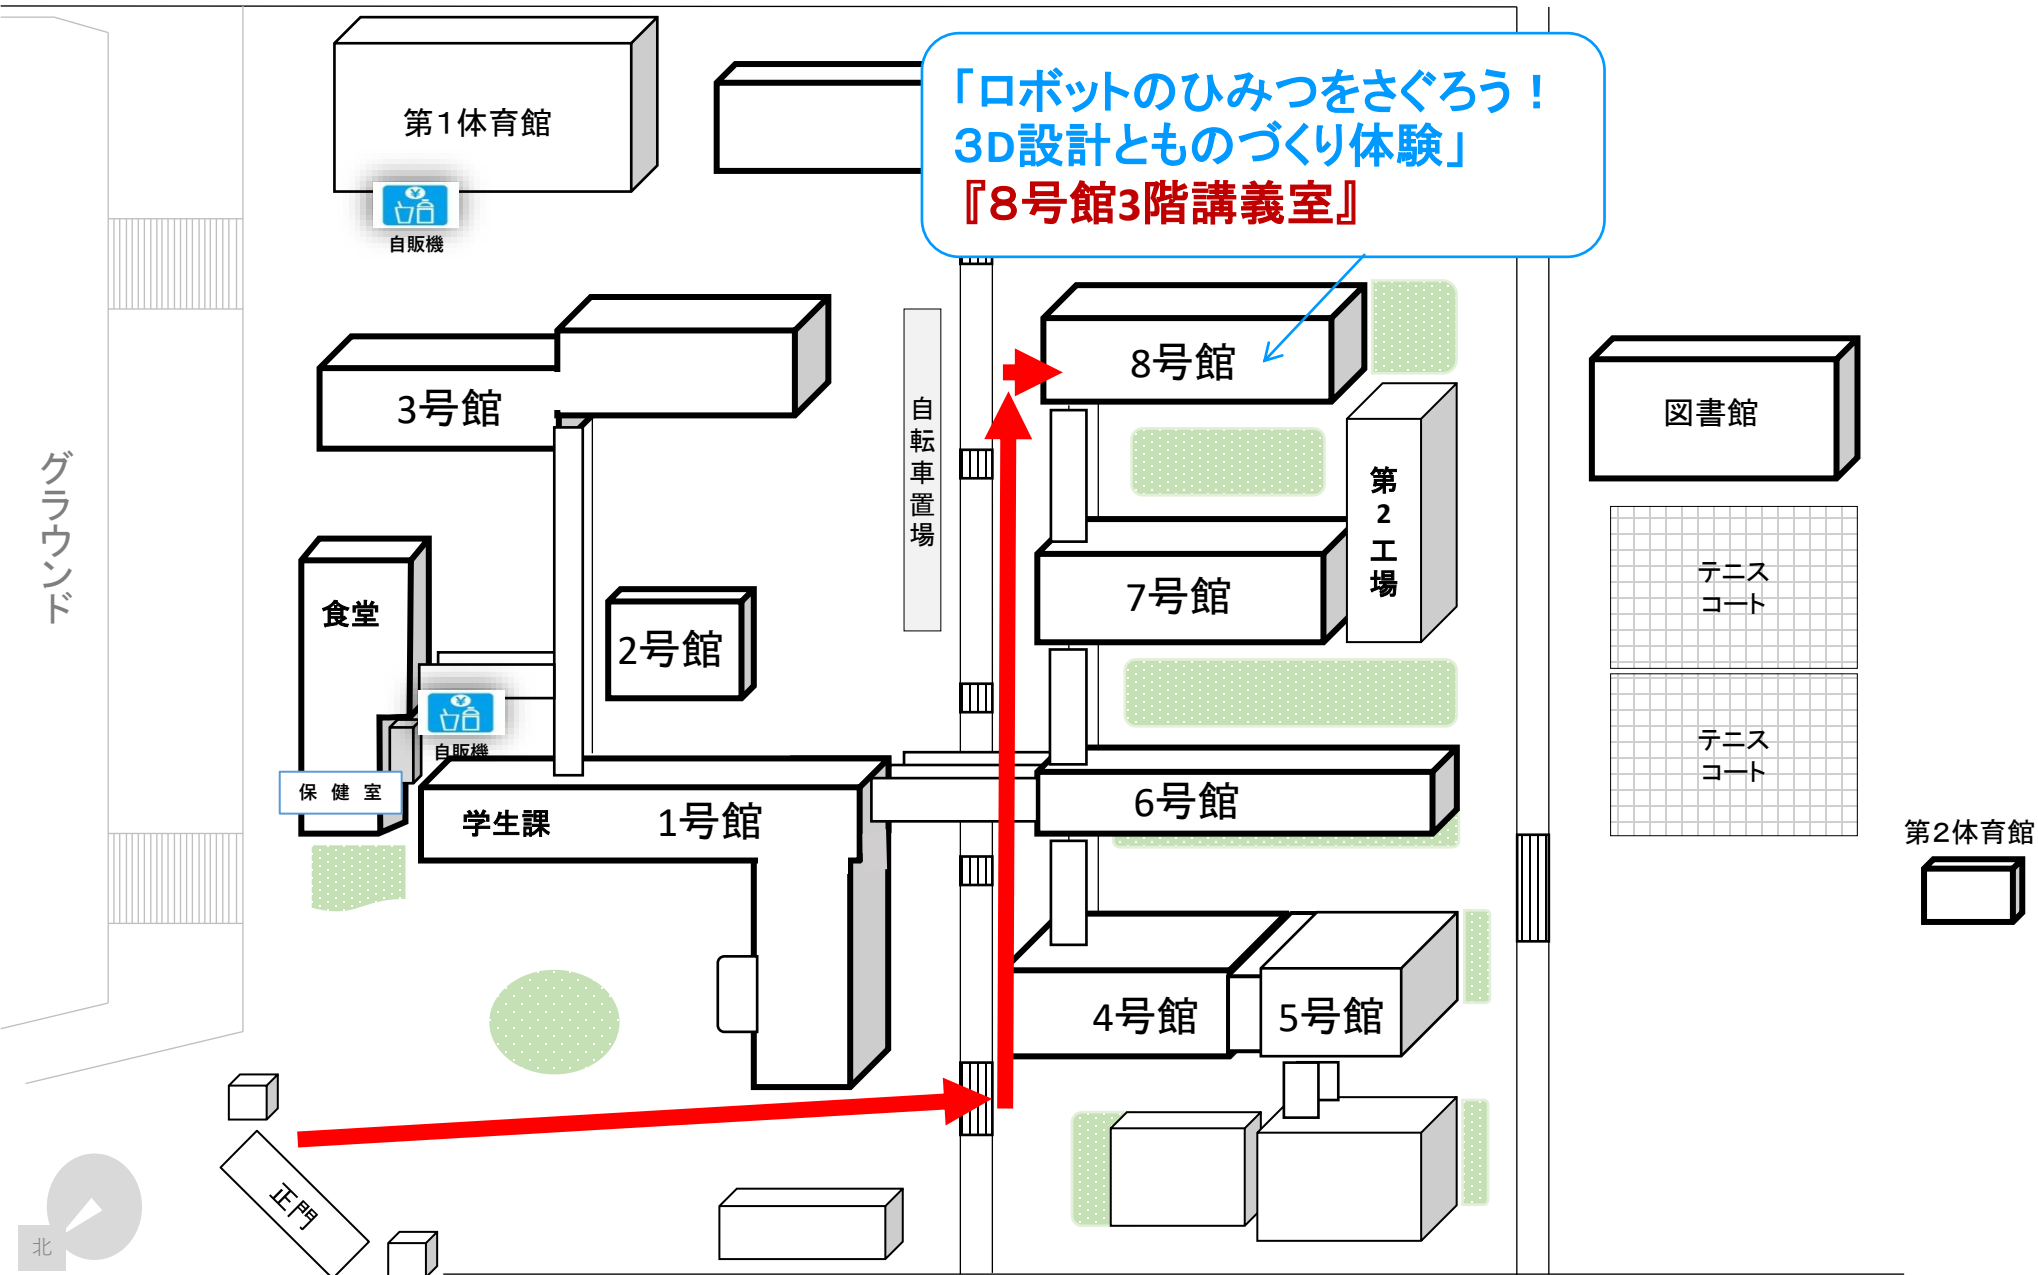 「ロボットのひみつをさぐろう！
３D設計とものづくり体験」
『８号館3階講義室』
第１体育館
自販機
8号館
3号館
自転車置場
図書館
グラウンド
第2工場
テニス
コート
7号館
食堂
2号館
自販機
テニス
コート
保健室
学生課
1号館
6号館
第２体育館
4号館
5号館
正門
北